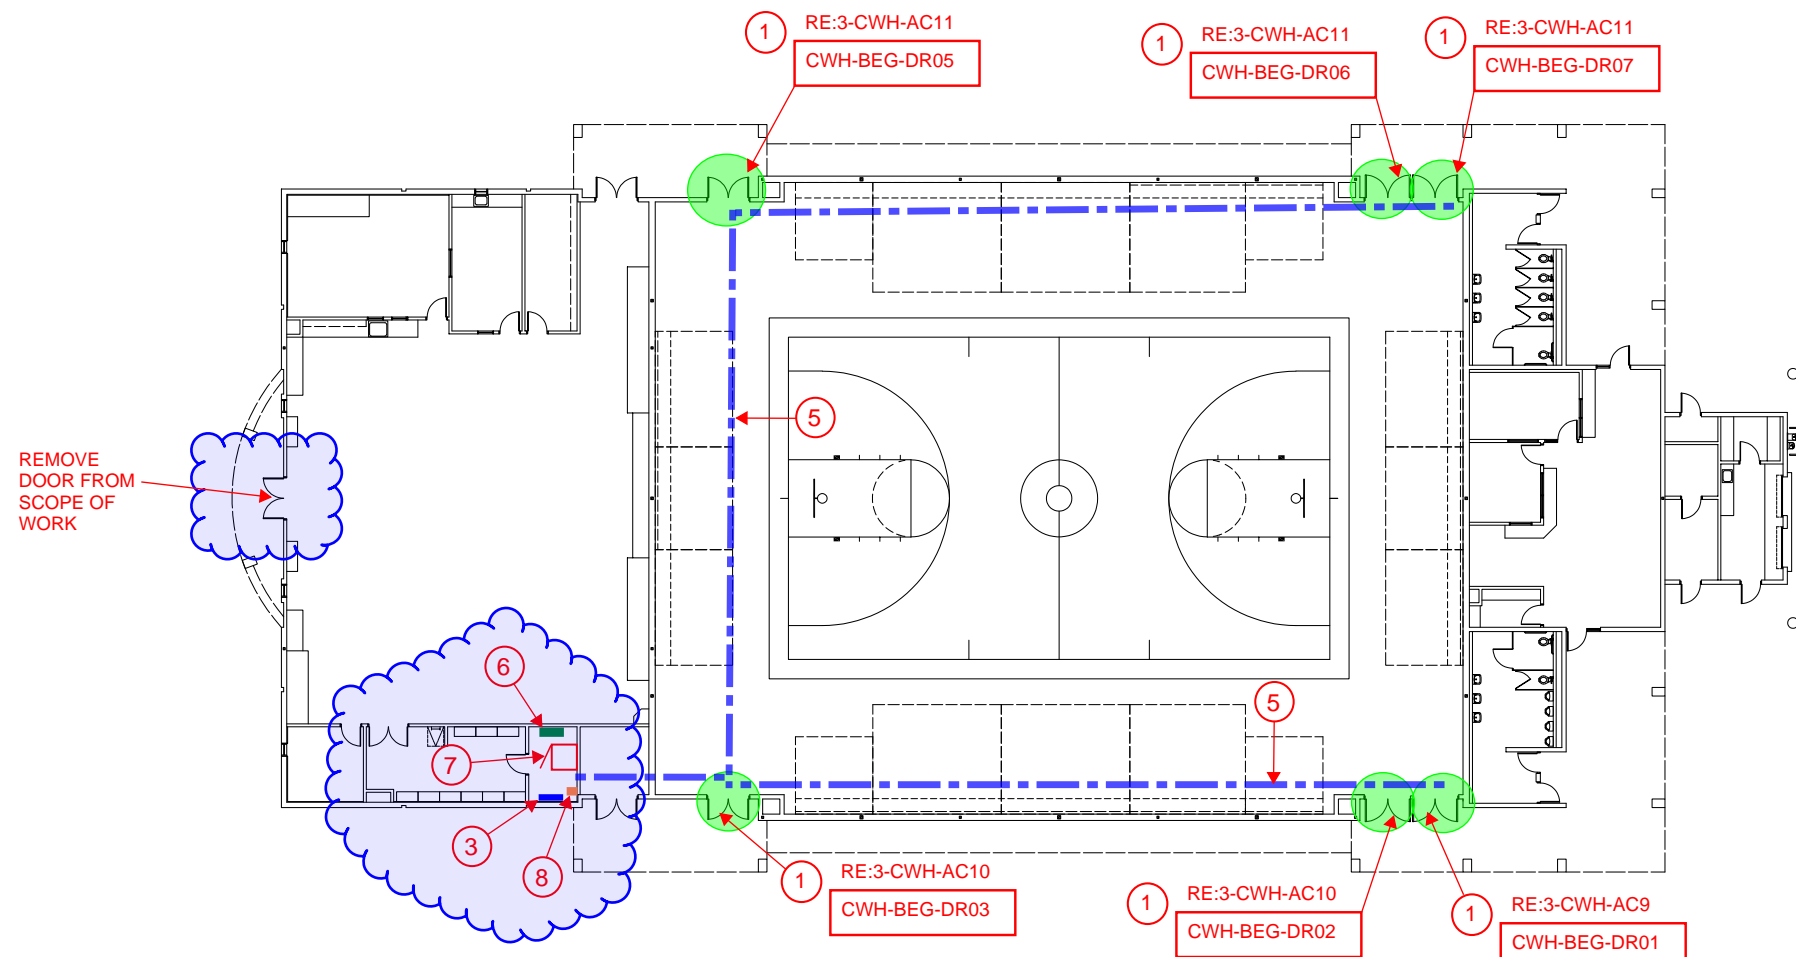 1
RE:3-CWH-AC11
CWH-BEG-DR05
1
RE:3-CWH-AC11
CWH-BEG-DR06
1
RE:3-CWH-AC11
CWH-BEG-DR07
5
REMOVE
DOOR FROM
SCOPE OF
WORK
6
7
3
8
5
1
RE:3-CWH-AC10
CWH-BEG-DR03
1
RE:3-CWH-AC10
CWH-BEG-DR02
1
RE:3-CWH-AC9
CWH-BEG-DR01